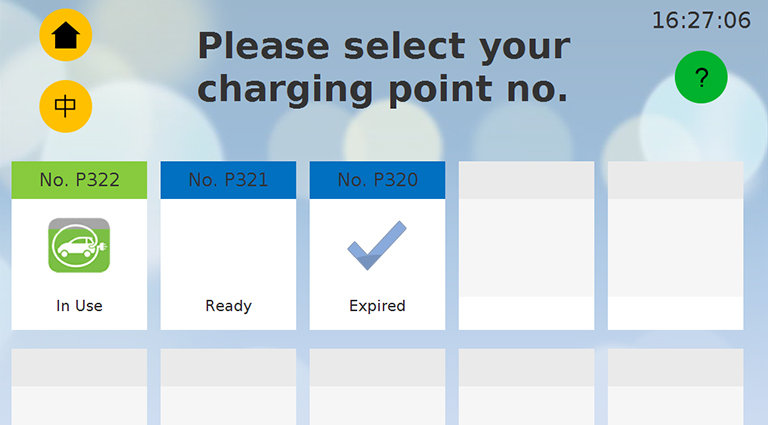 16:27:06
Please select your
charging point no.
中
?
No. P322
No. P321
No. P320
In Use
Ready
Expired